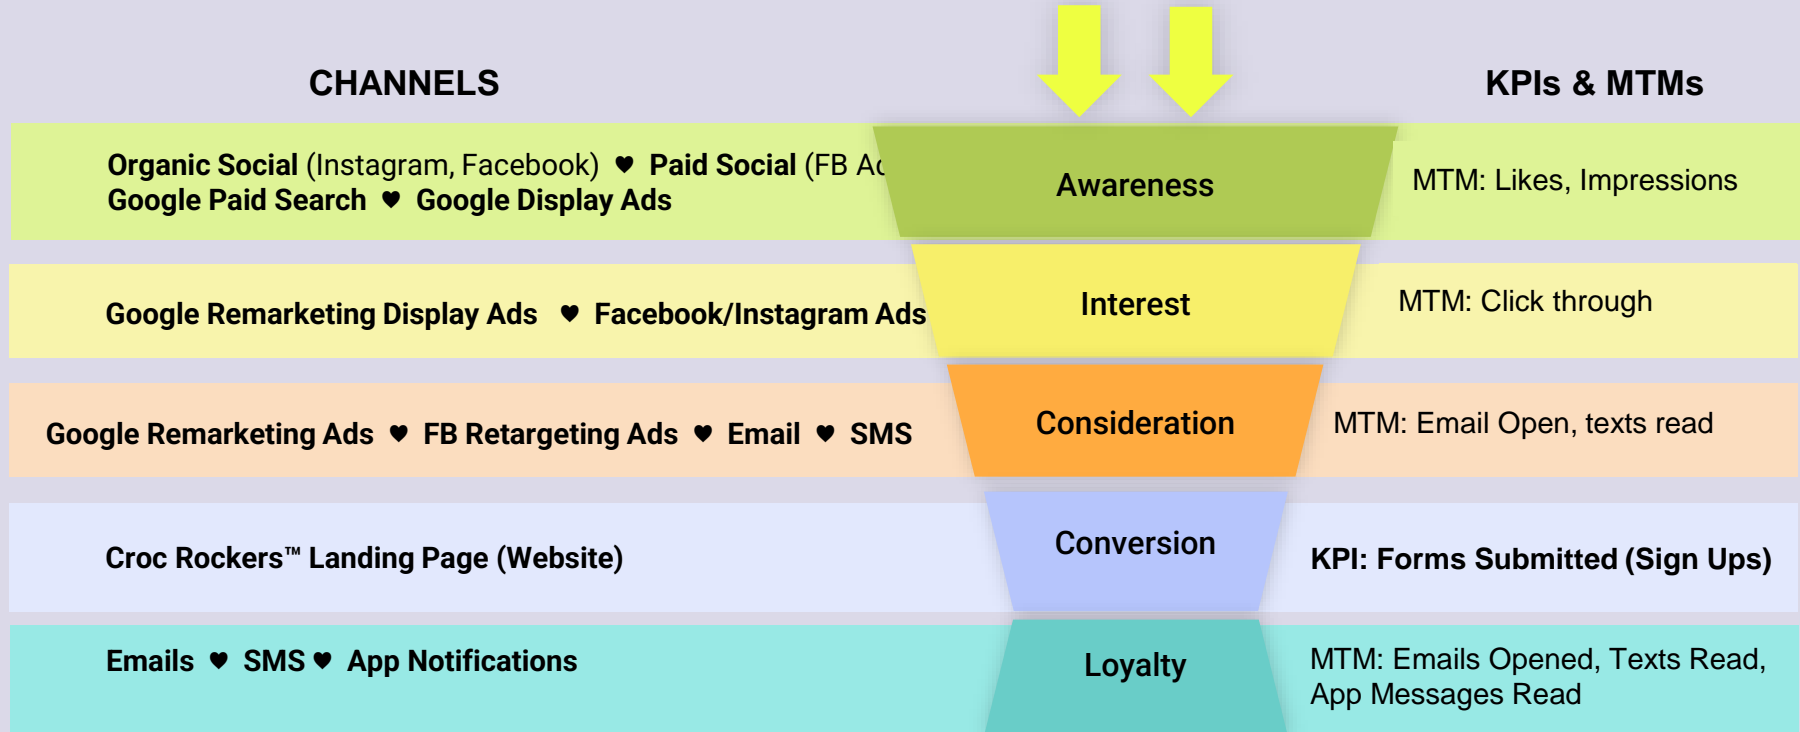 CHANNELS
KPIs & MTMs
Organic Social (Instagram, Facebook) ♥ Paid Social (FB
Google Paid Search ♥ Google Display Ads
Awareness
MTM: Likes, Impressions
Google Remarketing Display Ads ♥ Facebook/Instagram Ads
Interest
MTM: Click through
Google Remarketing Ads ♥ FB Retargeting Ads ♥ Email ♥ SMS
Consideration
MTM: Email Open, texts read
Croc Rockers™ Landing Page (Website)
Conversion
KPI: Forms Submitted (Sign Ups)
Emails ♥ SMS ♥ App Notifications
Loyalty
MTM: Emails Opened, Texts Read,
App Messages Read